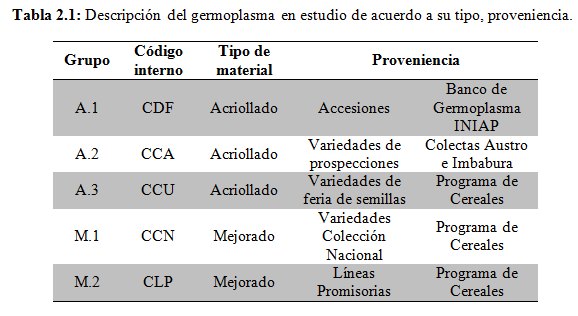 Tabla 2.1: Descripción del germoplasma en estudio de acuerdo a su tipo, proveniencia.
Grupo Código interno Tipo de material Proveniencia
A.1 CDF Acriollado Accesiones Banco de Germoplasma INIAP
A.2 CCA Acriollado Variedades de prospecciones Colectas Austro e Imbabura
A.3 CCU Acriollado Variedades de feria de semillas Programa de Cereales
M.1 CCN Mejorado Variedades Colección Nacional Programa de Cereales
M.2 CLP Mejorado Líneas Promisorias Programa de Cereales